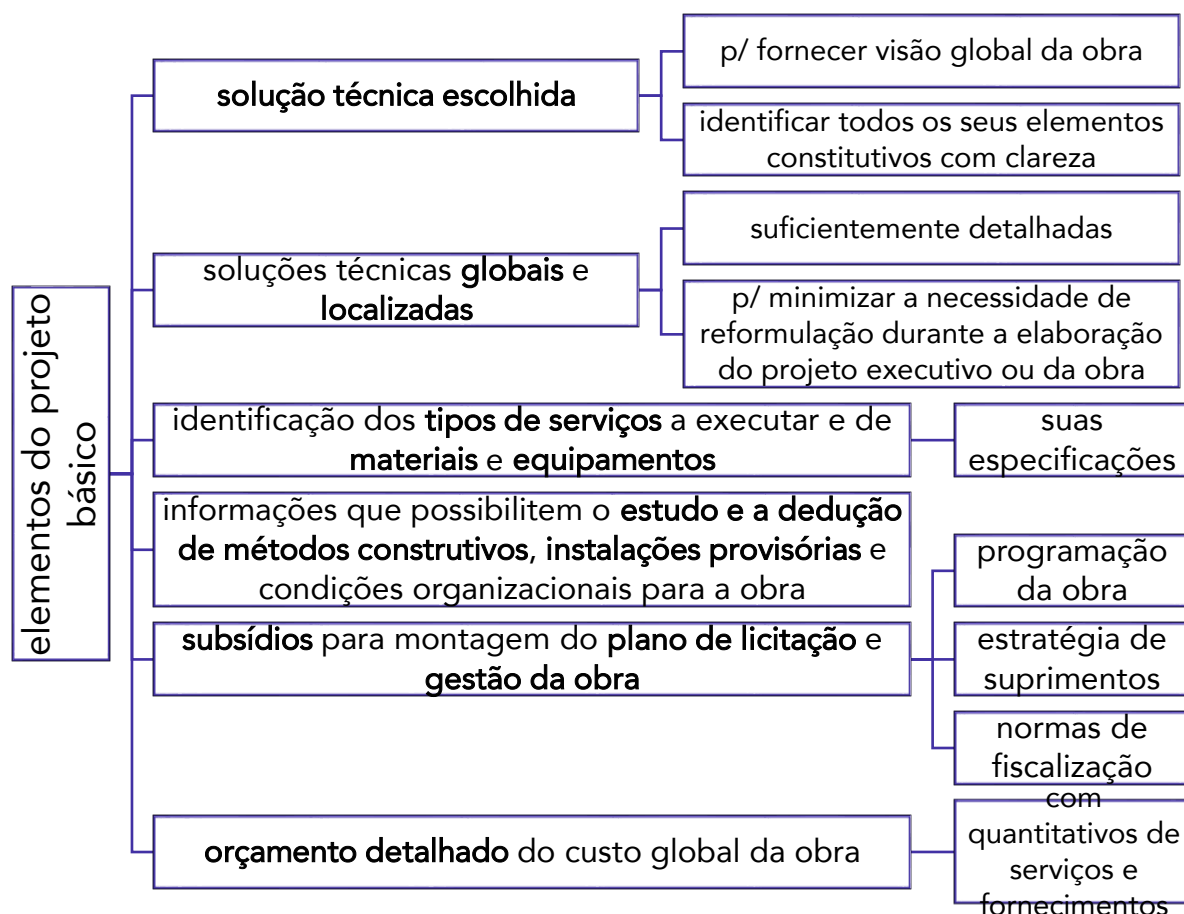 elementos do projeto
básico
solução técnica escolhida
p/ fornecer visão global da obra
identificar todos os seus elementos
constitutivos com clareza
soluções técnicas globais e
localizadas
suficientemente detalhadas
p/ minimizar a necessidade de
reformulação durante a elaboração
do projeto executivo ou da obra
identificação dos tipos de serviços a executar e de
materiais e equipamentos
suas
especificações
informações que possibilitem o estudo e a dedução
de métodos construtivos, instalações provisórias e
condições organizacionais para a obra
subsídios para montagem do plano de licitação e
gestão da obra
programação
da obra
estratégia de
suprimentos
normas de
fiscalização
orçamento detalhado do custo global da obra
com
quantitativos de
serviços e
fornecimentos